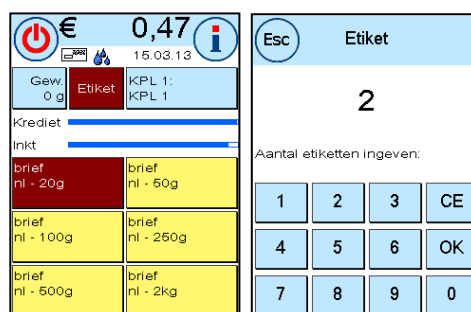 € 0,47
i
15.03.13
Gew.
0 g
Etiket
KPL 1:
KPL 1
Krediet
Inkt
brief
nl - 20g
brief
nl - 50g
brief
nl - 100g
brief
nl - 250g
brief
nl - 500g
brief
nl - 2kg
Esc
Etiket
2
Aantal etiketten ingeven:
1 2 3 CE
4 5 6 OK
7 8 9 0